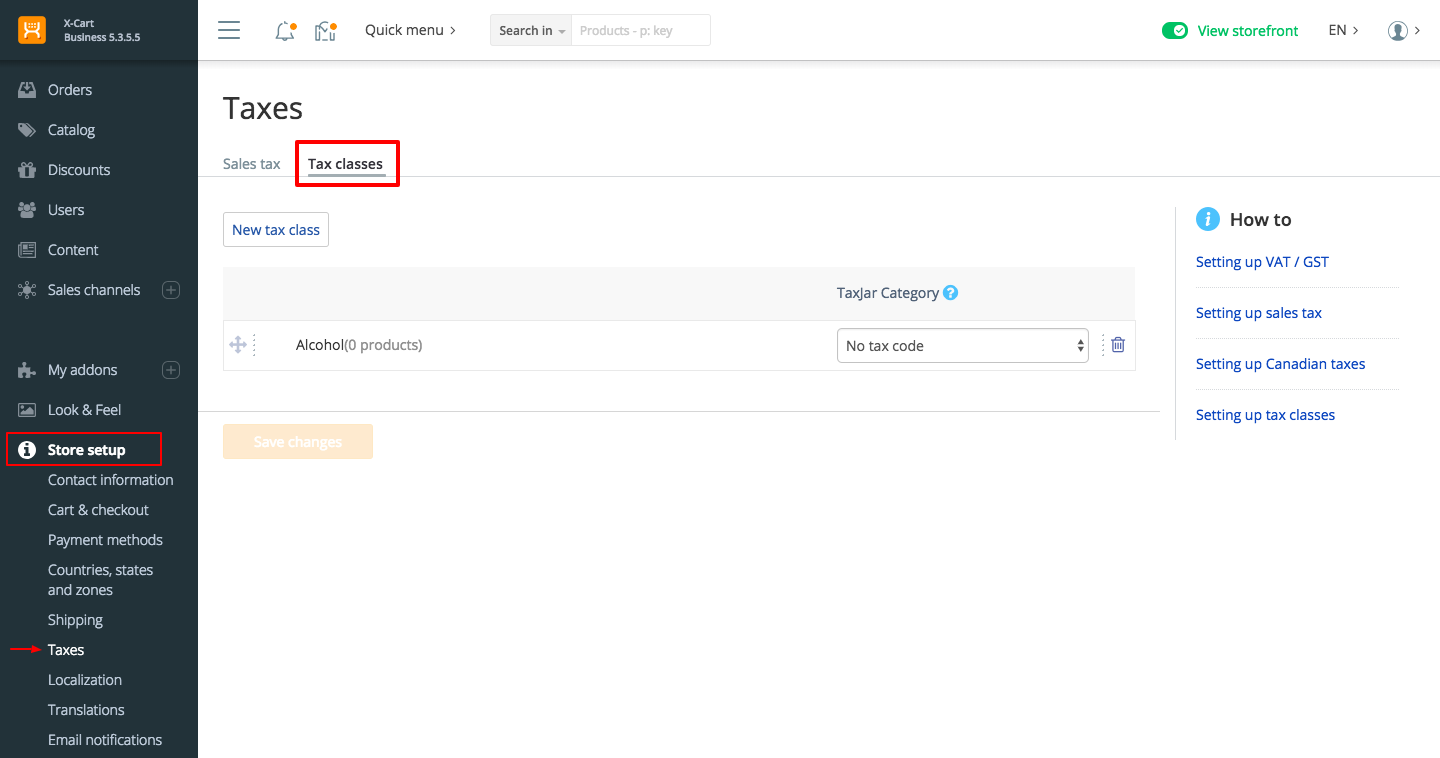 X-Cart
Business 5.3.5.5
Quick menu
Search in
Products - p: key
View storefront
EN
Orders
Catalog
Discounts
Users
Content
Sales channels
My addons
Look & Feel
Store setup
Contact information
Cart & checkout
Payment methods
Countries, states
and zones
Shipping
Taxes
Localization
Translations
Email notifications
Taxes
Sales tax
Tax classes
New tax class
TaxJar Category ?
Alcohol(0 products)
No tax code
Save changes
How to
Setting up VAT / GST
Setting up sales tax
Setting up Canadian taxes
Setting up tax classes